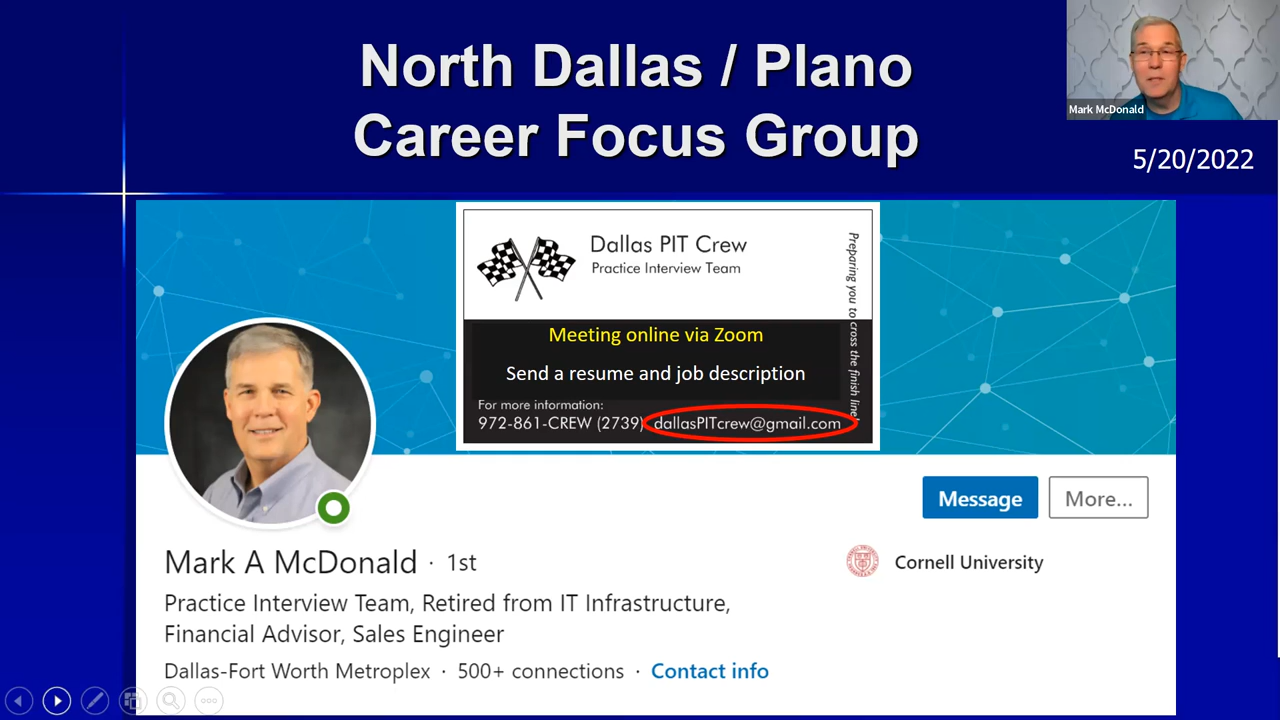 North Dallas / Plano
Career Focus Group
Mark McDonald
5/20/2022
Dallas PIT Crew
Practice Interview Team
Preparing you to cross the finish line!
Meeting online via Zoom
Send a resume and job description
For more information:
972-861-CREW (2739) dallasPITcrew@gmail.com
Message
More...
Mark A McDonald · 1st
Cornell University
Practice Interview Team, Retired from IT Infrastructure,
Financial Advisor, Sales Engineer
Dallas-Fort Worth Metroplex · 500+ connections · Contact info